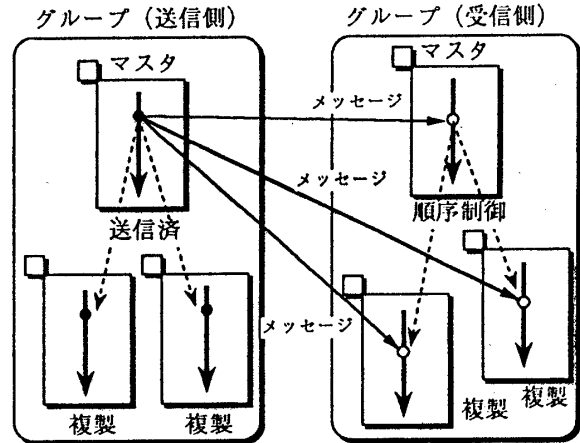 グループ（送信側）
グループ（受信側）
マスタ
マスタ
メッセージ
メッセージ
順序制御
送信済
メッセージ
複製
複製
複製
複製